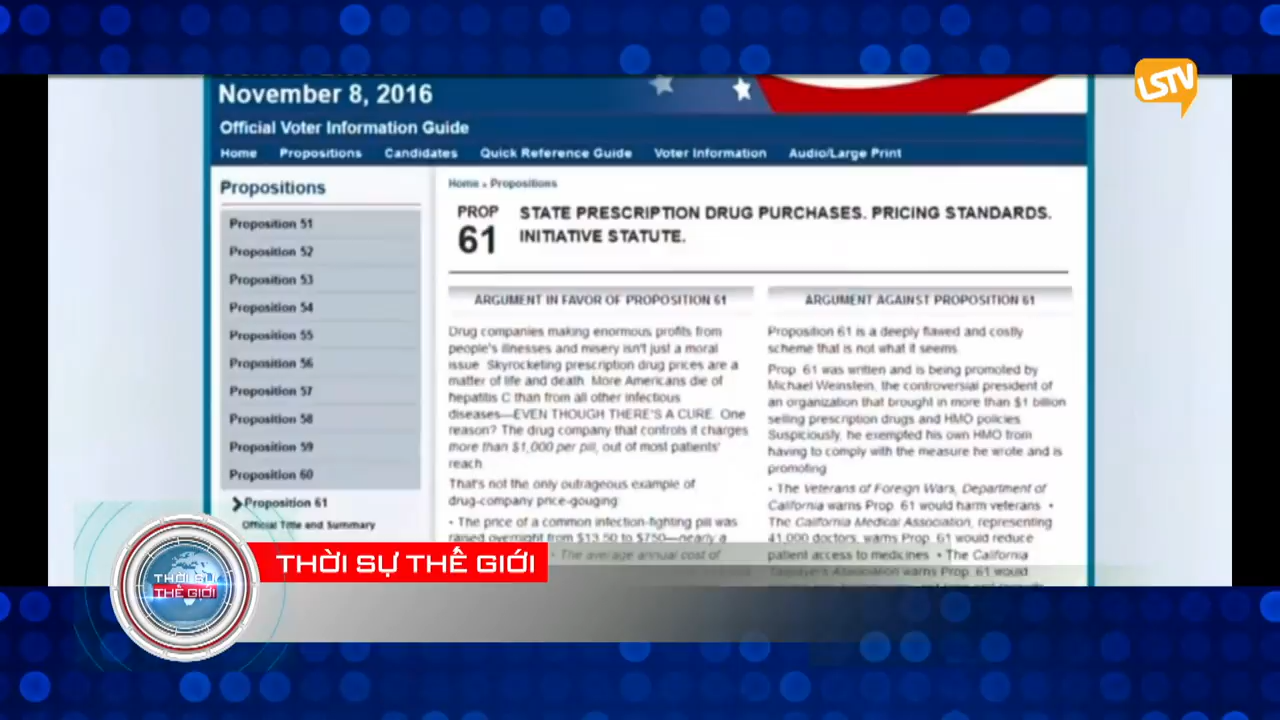 LSTV
November 8, 2016
Official Voter Information Guide
Home Propositions Candidates Quick Reference Guide Voter Information Audio/Large Print
Propositions
Proposition 51
Proposition 52
Proposition 53
Proposition 54
Proposition 55
Proposition 56
Proposition 57
Proposition 58
Proposition 59
Proposition 60
Proposition 61
Official Title and Summary
Home » Propositions
PROP
61
STATE PRESCRIPTION DRUG PURCHASES. PRICING STANDARDS.
INITIATIVE STATUTE.
ARGUMENT IN FAVOR OF PROPOSITION 61
Drug companies making enormous profits from
people's illnesses and misery isn't just a moral
issue. Skyrocketing prescription drug prices are a
matter of life and death. More Americans die of
hepatitis C than from all other infectious
diseases—EVEN THOUGH THERE'S A CURE. One
reason? The drug company that controls it charges
more than $1,000 per pill, out of most patients'
reach.
That's not the only outrageous example of
drug-company price-gouging:
• The price of a common infection-fighting pill was
raised overnight from $13.50 to $750—nearly a
• The average annual cost of
ARGUMENT AGAINST PROPOSITION 61
Proposition 61 is a deeply flawed and costly
scheme that is not what it seems.
Prop. 61 was written and is being promoted by
Michael Weinstein, the controversial president of
an organization that brought in more than $1 billion
selling prescription drugs and HMO policies.
Suspiciously, he exempted his own HMO from
having to comply with the measure he wrote and is
promoting.
• The Veterans of Foreign Wars, Department of
California warns Prop. 61 would harm veterans •
The California Medical Association, representing
41,000 doctors, warns Prop. 61 would reduce
patient access to medicines • The California
Taxpayers Association warns Prop. 61 would
THỜI SỰ THẾ GIỚI
THỜI SỰ
THẾ GIỚI